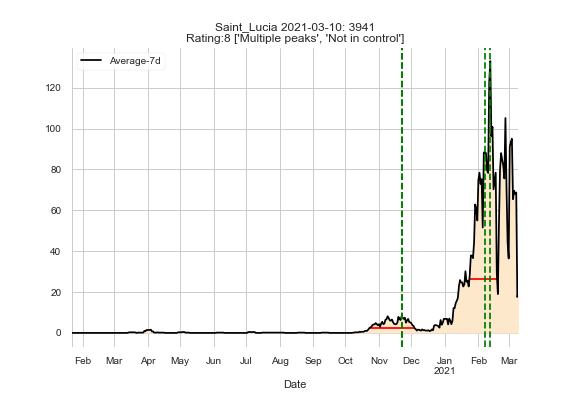 Saint_Lucia 2021-03-10: 3941
Rating:8 ['Multiple peaks', 'Not in control']
Average-7d
120
100
80
60
40
20
0
Feb Mar Apr May Jun Jul Aug Sep Oct Nov Dec Jan Feb Mar
2021
Date